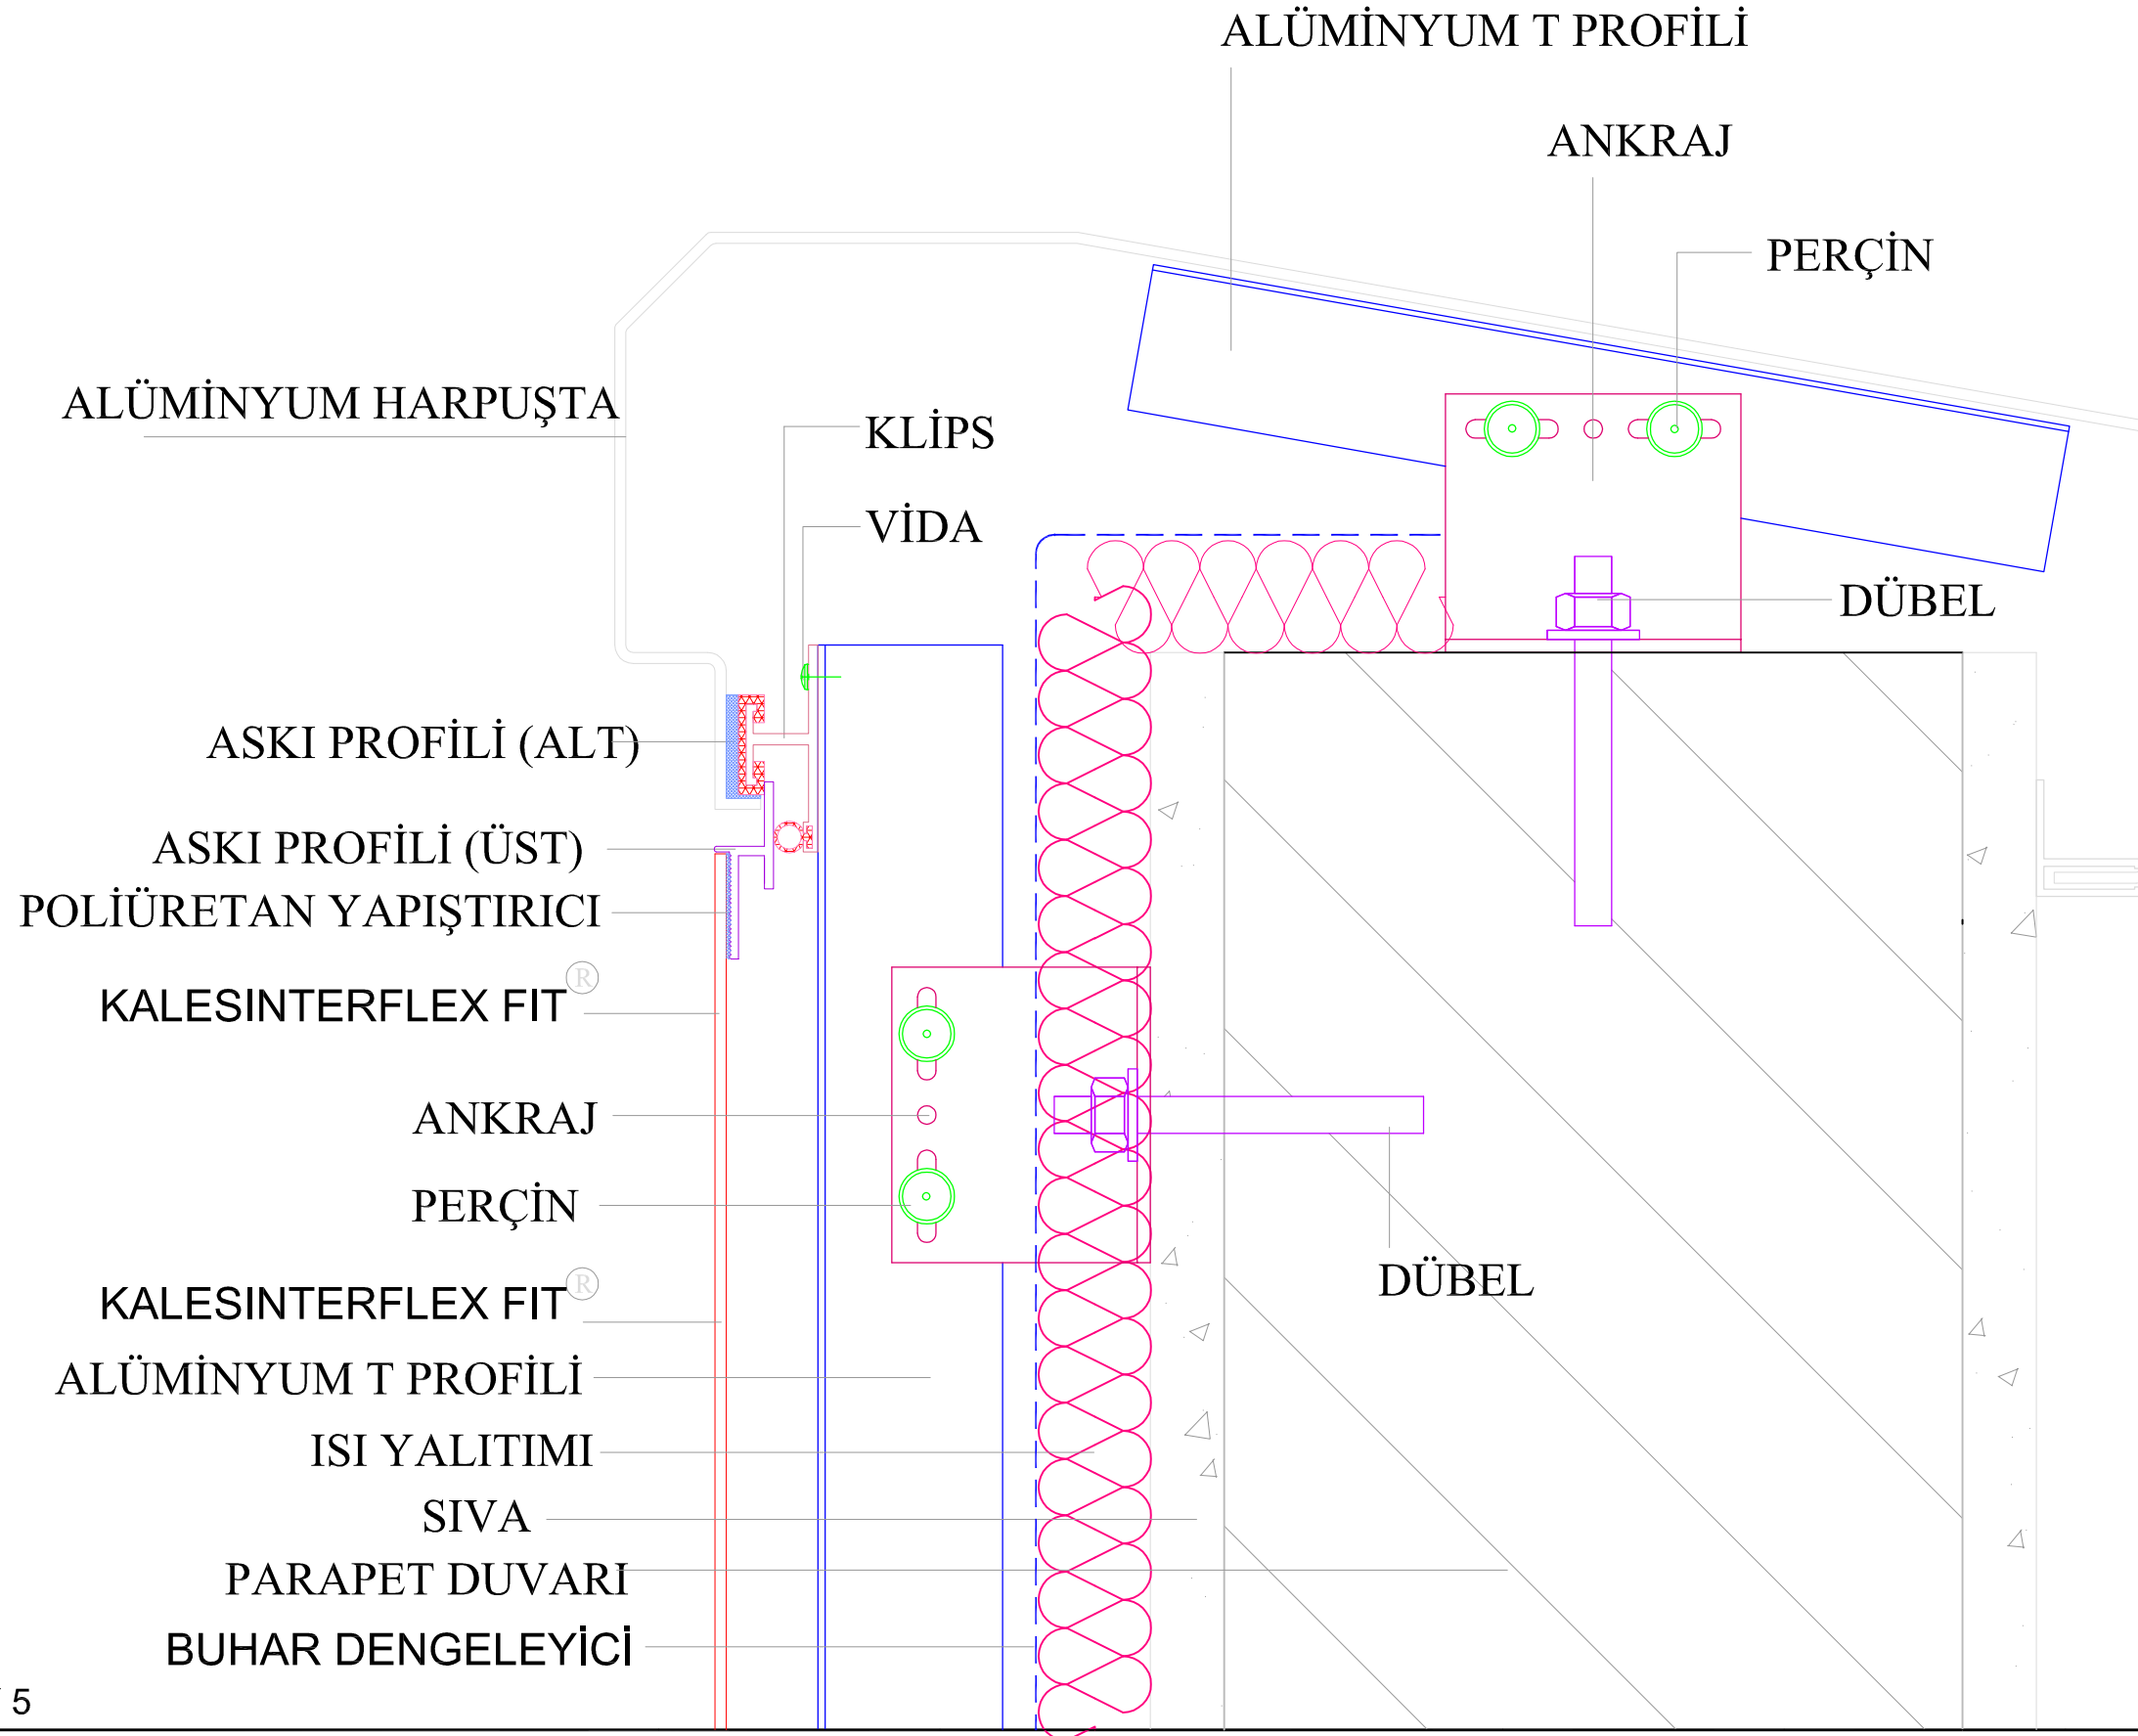 ALÜMİNYUM T PROFİLİ
ANKRAJ
PERÇİN
ALÜMİNYUM HARPUŞTA
KLİPS
VİDA
DÜBEL
ASKI PROFİLİ (ALT)
ASKI PROFİLİ (ÜST)
POLİÜRETAN YAPIŞTIRICI
KALESINTERFLEX FIT®
ANKRAJ
PERÇİN
DÜBEL
KALESINTERFLEX FIT®
ALÜMİNYUM T PROFİLİ
ISI YALITIMI
SIVA
PARAPET DUVARI
BUHAR DENGELEYİCİ
5